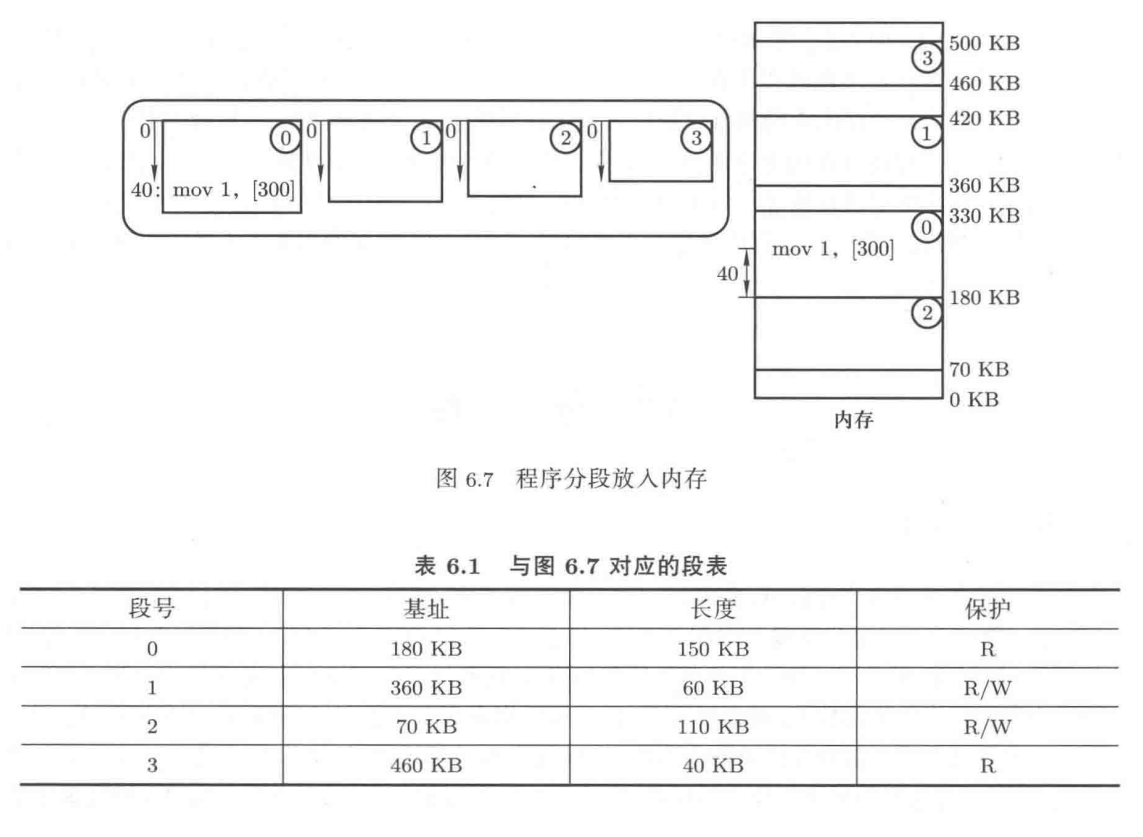 500 KB
③
460 KB
420 KB
①
360 KB
330 KB
⓪
mov 1, [300]
40
180 KB
②
70 KB
0 KB
内存
0 ⓪ 0 ① 0 ② 0 ③
40: mov 1, [300]
图 6.7 程序分段放入内存
表 6.1 与图 6.7 对应的段表
段号 基址 长度 保护
0 180 KB 150 KB R
1 360 KB 60 KB R/W
2 70 KB 110 KB R/W
3 460 KB 40 KB R